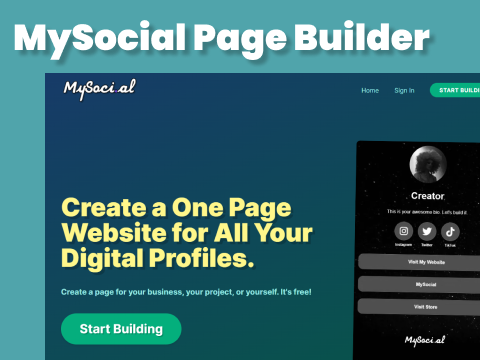 MySocial Page Builder
MySoci al
Home
Sign In
START BUILDI
Create a One Page
Website for All Your
Digital Profiles.
Create a page for your business, your project, or yourself. It's free!
Start Building
Creator
This is your awesome bio. Let's build it
Instagram
Twitter
TikTok
Visit My Website
MySocial
Visit Store
MySoci al